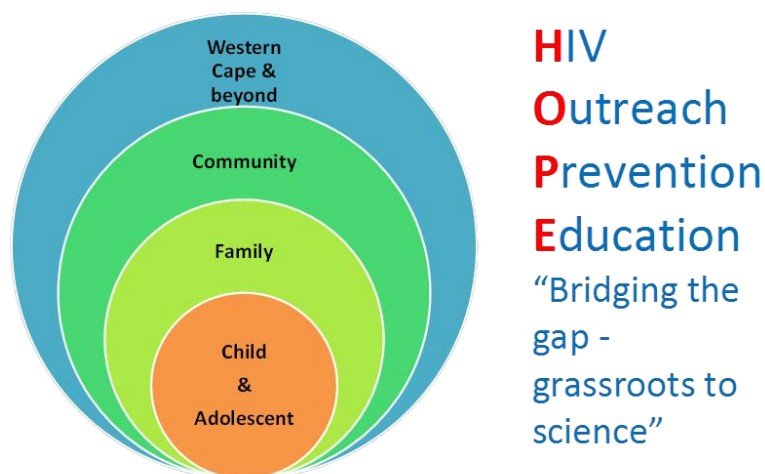 Western
Cape &
beyond
Community
Family
Child
&
Adolescent
HIV
Outreach
Prevention
Education
“Bridging the
gap -
grassroots to
science”